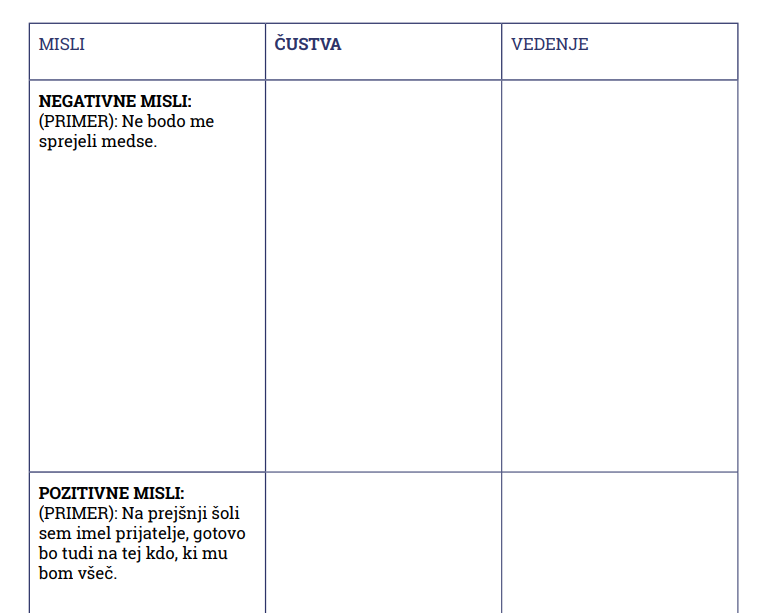 MISLI
ČUSTVA
VEDENJE
NEGATIVNE MISLI:
(PRIMER): Ne bodo me
sprejeli medse.
POZITIVNE MISLI:
(PRIMER): Na prejšnji šoli
sem imel prijatelje, gotovo
bo tudi na tej kdo, ki mu
bom všeč.